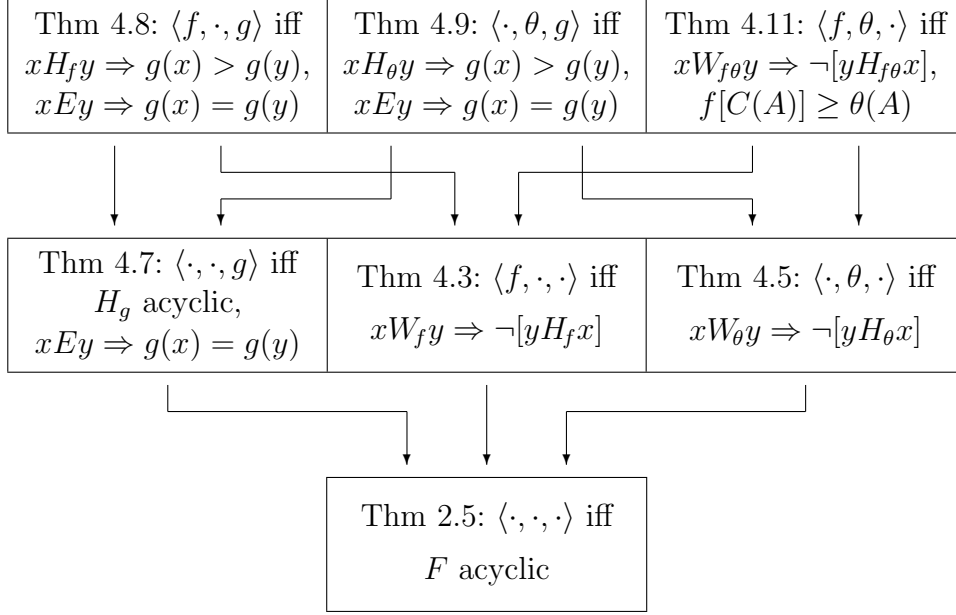 Thm 4.8: ⟨f, ·, g⟩ iff
xH_f y ⇒ g(x) > g(y),
xEy ⇒ g(x) = g(y)
Thm 4.9: ⟨·, θ, g⟩ iff
xH_θ y ⇒ g(x) > g(y),
xEy ⇒ g(x) = g(y)
Thm 4.11: ⟨f, θ, ·⟩ iff
xW_{fθ} y ⇒ ¬[yH_{fθ} x],
f[C(A)] ≥ θ(A)
Thm 4.7: ⟨·, ·, g⟩ iff
H_g acyclic,
xEy ⇒ g(x) = g(y)
Thm 4.3: ⟨f, ·, ·⟩ iff
xW_f y ⇒ ¬[yH_f x]
Thm 4.5: ⟨·, θ, ·⟩ iff
xW_θ y ⇒ ¬[yH_θ x]
Thm 2.5: ⟨·, ·, ·⟩ iff
F acyclic